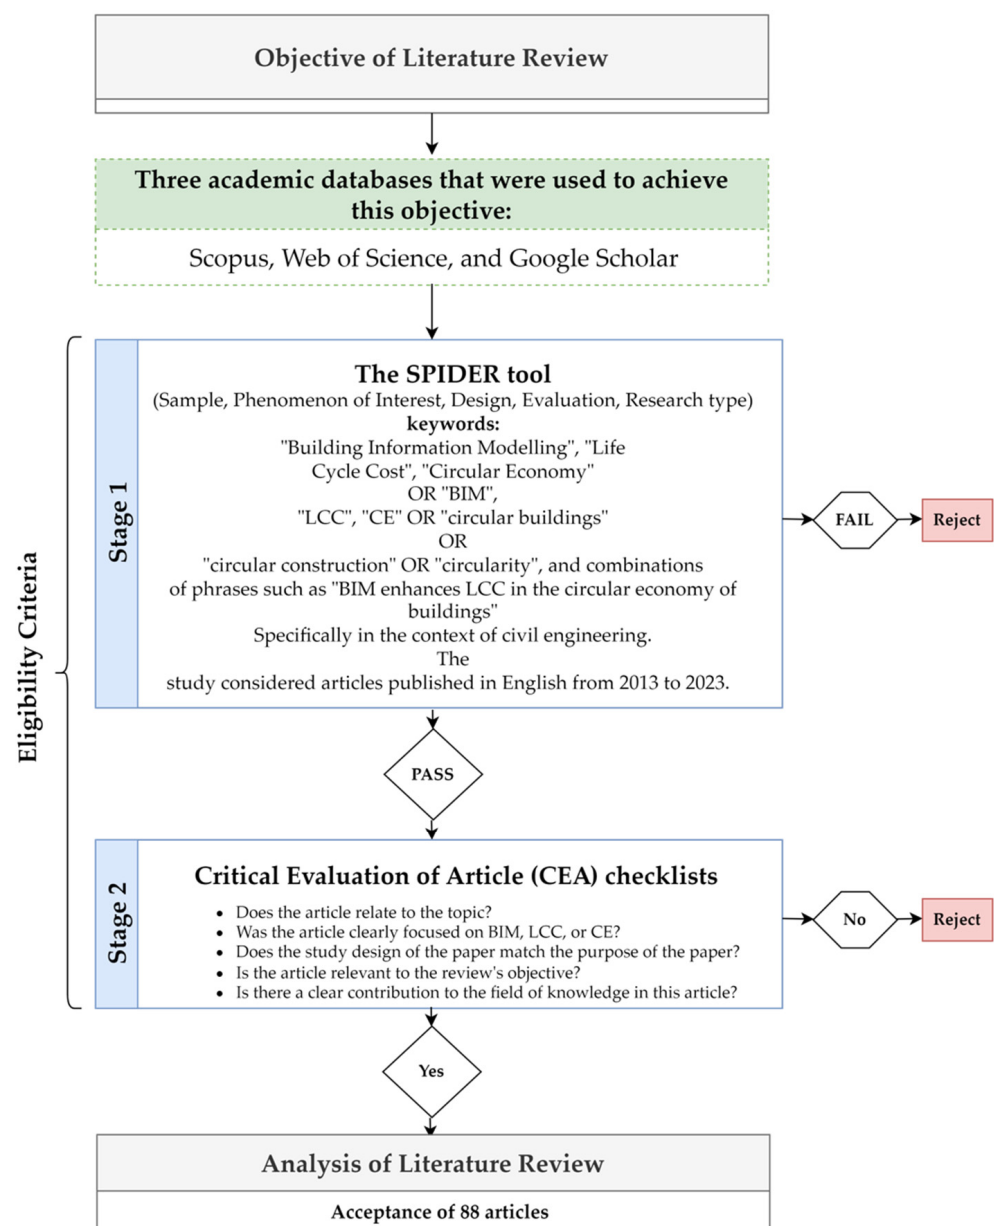 Objective of Literature Review
Three academic databases that were used to achieve
this objective:
Scopus, Web of Science, and Google Scholar
Eligibility Criteria
Stage 1
The SPIDER tool
(Sample, Phenomenon of Interest, Design, Evaluation, Research type)
keywords:
"Building Information Modelling", "Life
Cycle Cost", "Circular Economy"
OR "BIM",
"LCC", "CE" OR "circular buildings"
OR
"circular construction" OR "circularity", and combinations
of phrases such as "BIM enhances LCC in the circular economy of
buildings"
Specifically in the context of civil engineering.
The
study considered articles published in English from 2013 to 2023.
FAIL
Reject
PASS
Stage 2
Critical Evaluation of Article (CEA) checklists
• Does the article relate to the topic?
• Was the article clearly focused on BIM, LCC, or CE?
• Does the study design of the paper match the purpose of the paper?
• Is the article relevant to the review's objective?
• Is there a clear contribution to the field of knowledge in this article?
No
Reject
Yes
Analysis of Literature Review
Acceptance of 88 articles